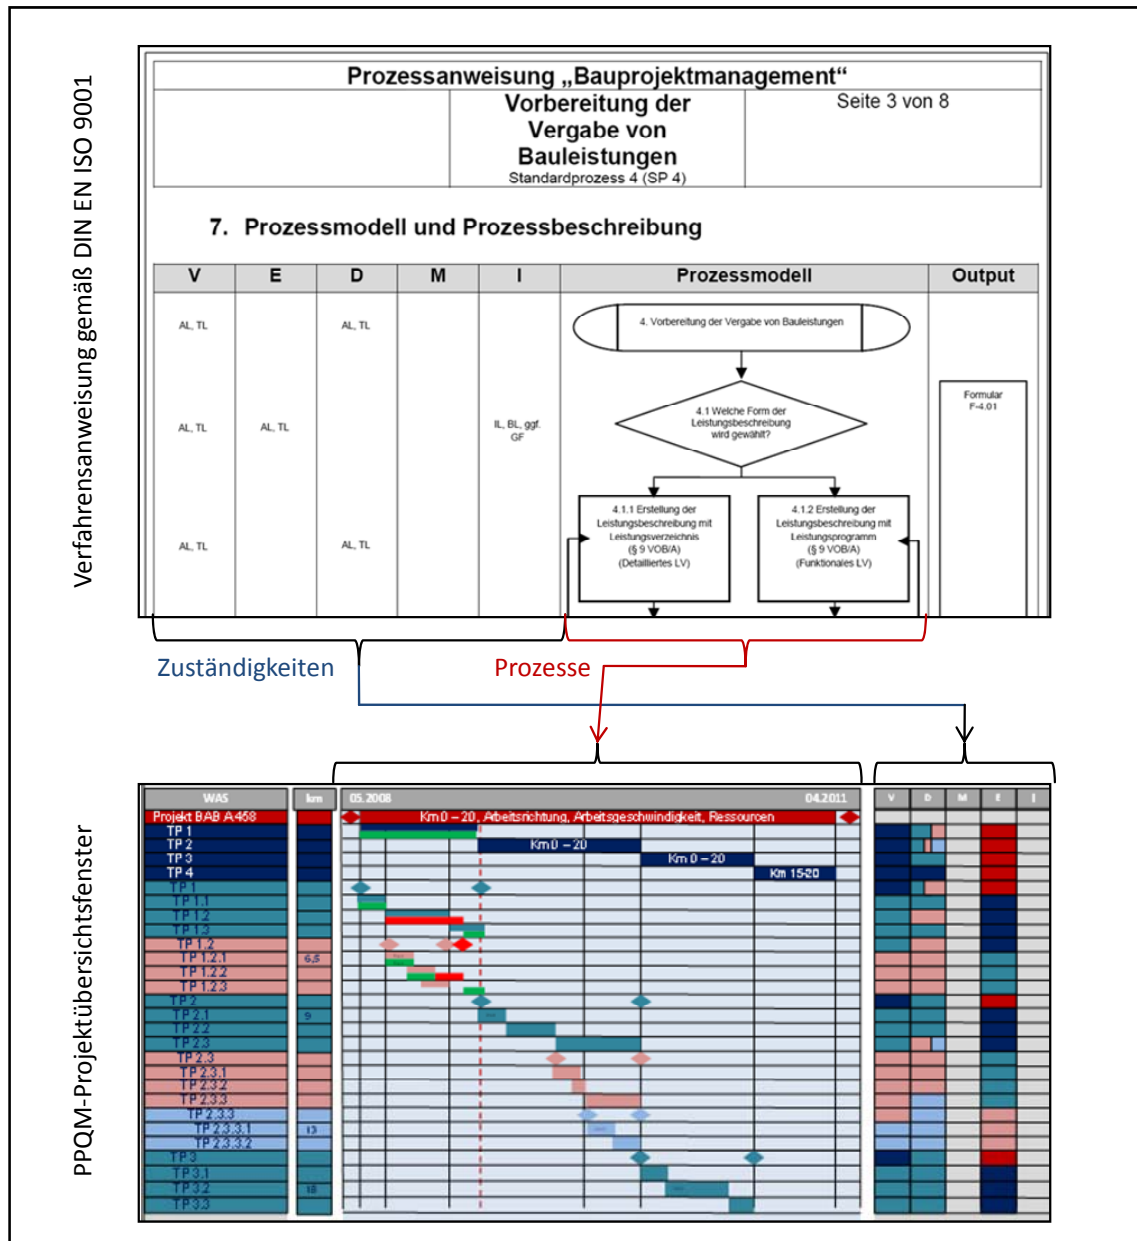 Verfahrensanweisung gemäß DIN EN ISO 9001
Prozessanweisung „Bauprojektmanagement“
Vorbereitung der
Vergabe von
Bauleistungen
Standardprozess 4 (SP 4)
Seite 3 von 8
7. Prozessmodell und Prozessbeschreibung
V E D M I Prozessmodell Output
AL, TL AL, TL
4. Vorbereitung der Vergabe von Bauleistungen
AL, TL AL, TL
IL, BL, ggf.
GF
4.1 Welche Form der
Leistungsbeschreibung
wird gewählt?
Formular
F-4.01
AL, TL AL, TL
4.1.1 Erstellung der
Leistungsbeschreibung mit
Leistungsverzeichnis
(§ 9 VOB/A)
(Detailliertes LV)
4.1.2 Erstellung der
Leistungsbeschreibung mit
Leistungsprogramm
(§ 9 VOB/A)
(Funktionales LV)
Zuständigkeiten
Prozesse
PPQM-Projektübersichtsfenster
WAS km 05.2008 04.2011 V D M E I
Projekt BAB A468 Km 0 – 20, Arbeitsrichtung, Arbeitsgeschwindigkeit, Ressourcen
TP 1
TP 2 Km 0 – 20
TP 3 Km 0 – 20
TP 4 Km 15-20
TP 1
TP 1.1
TP 1.2
TP 1.3
TP 1.2
TP 1.2.1 6,5
TP 1.2.2
TP 1.2.3
TP 2
TP 2.1 9
TP 2.2
TP 2.3
TP 2.3
TP 2.3.1
TP 2.3.2
TP 2.3.3
TP 2.3.3
TP 2.3.3.1 13
TP 2.3.3.2
TP 3
TP 3.1
TP 3.2 18
TP 3.3